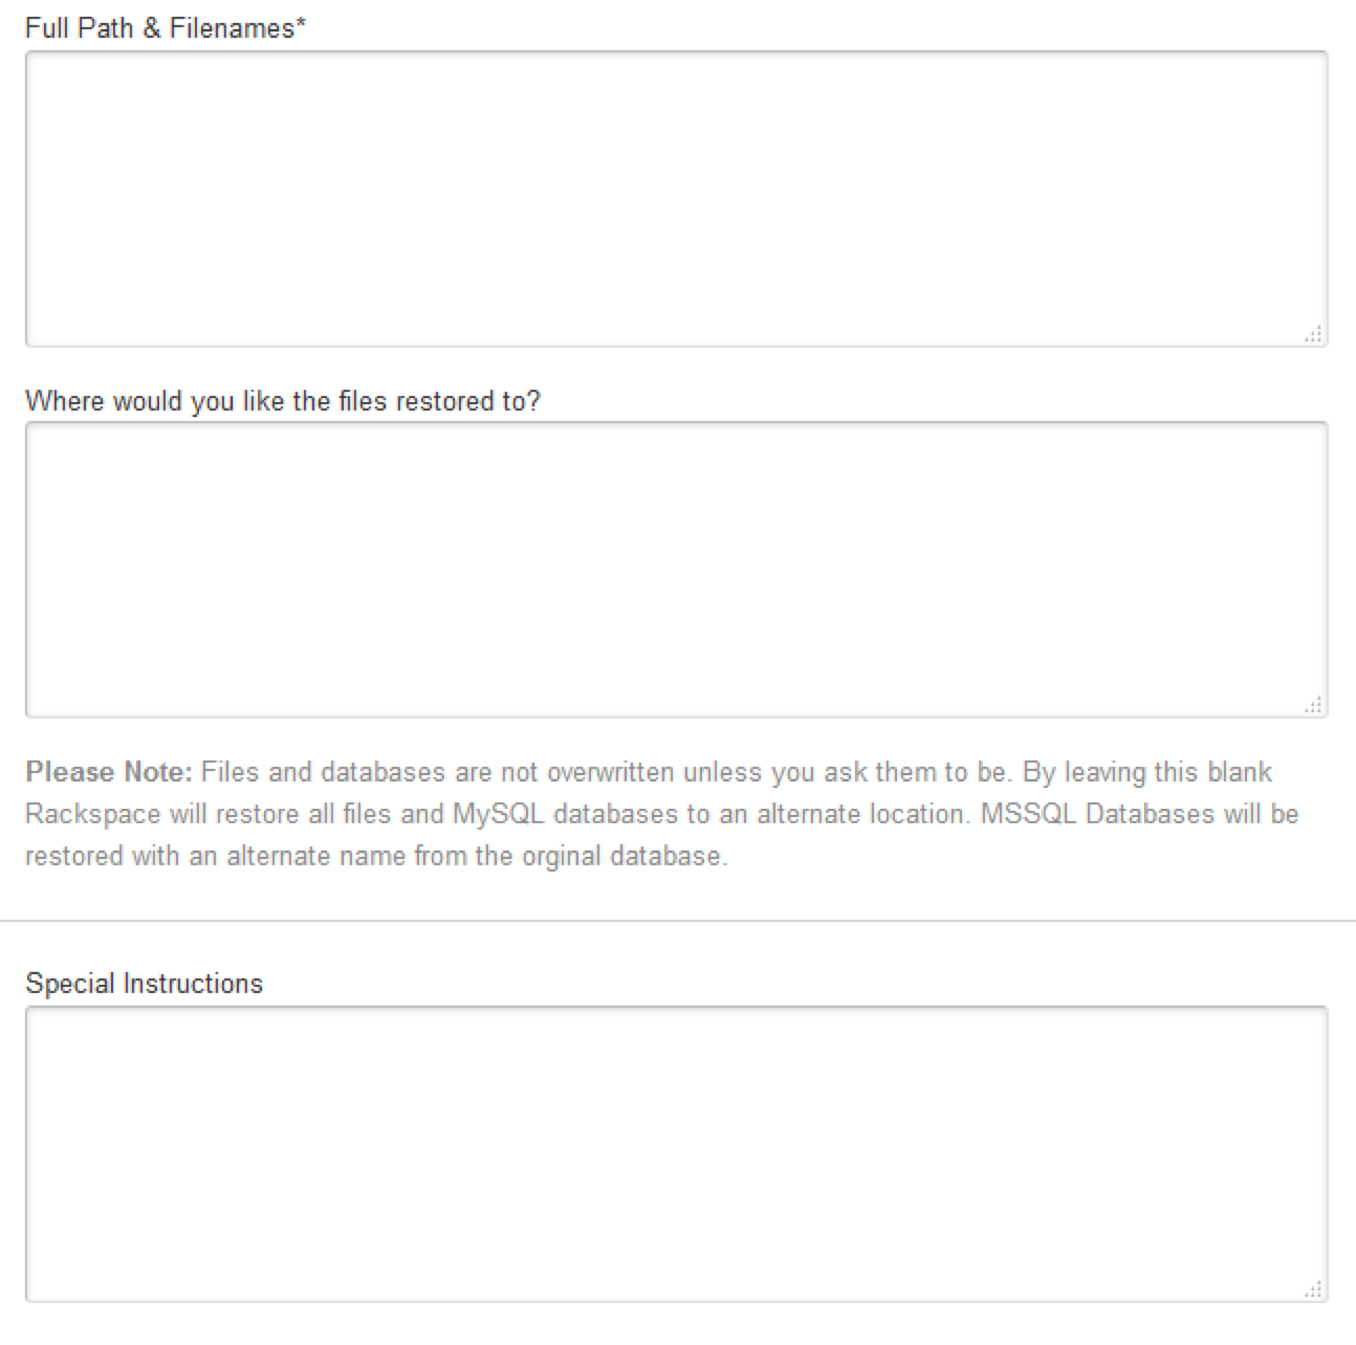 Full Path & Filenames*
Where would you like the files restored to?
Please Note: Files and databases are not overwritten unless you ask them to be. By leaving this blank
Rackspace will restore all files and MySQL databases to an alternate location. MSSQL Databases will be
restored with an alternate name from the orginal database.
Special Instructions